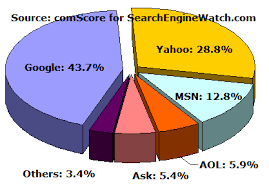 Source: comScore for SearchEngineWatch.com
Yahoo: 28.8%
Google: 43.7%
MSN: 12.8%
AOL: 5.9%
Others: 3.4%
Ask: 5.4%